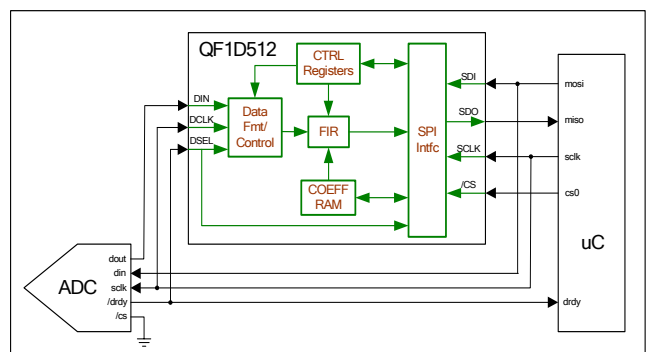 QF1D512
CTRL
Registers
DIN
DCLK
DSEL
Data
Fmt/
Control
FIR
COEFF
RAM
SPI
Intfc
SDI
SDO
SCLK
/CS
mosi
miso
sclk
cs0
uC
drdy
ADC
dout
din
sclk
/drdy
/cs